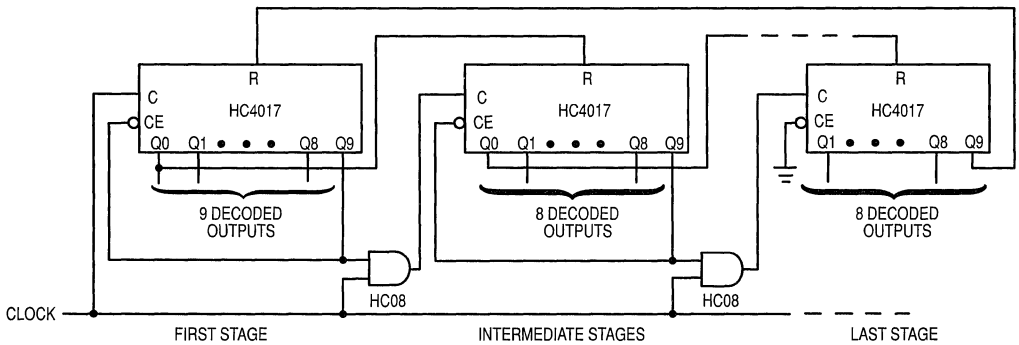 R R R
C HC4017 C HC4017 C HC4017
CE CE CE
Q0 Q1 • • • Q8 Q9 Q0 Q1 • • • Q8 Q9 Q1 • • • Q8 Q9
9 DECODED OUTPUTS 8 DECODED OUTPUTS 8 DECODED OUTPUTS
HC08 HC08
CLOCK
FIRST STAGE INTERMEDIATE STAGES LAST STAGE